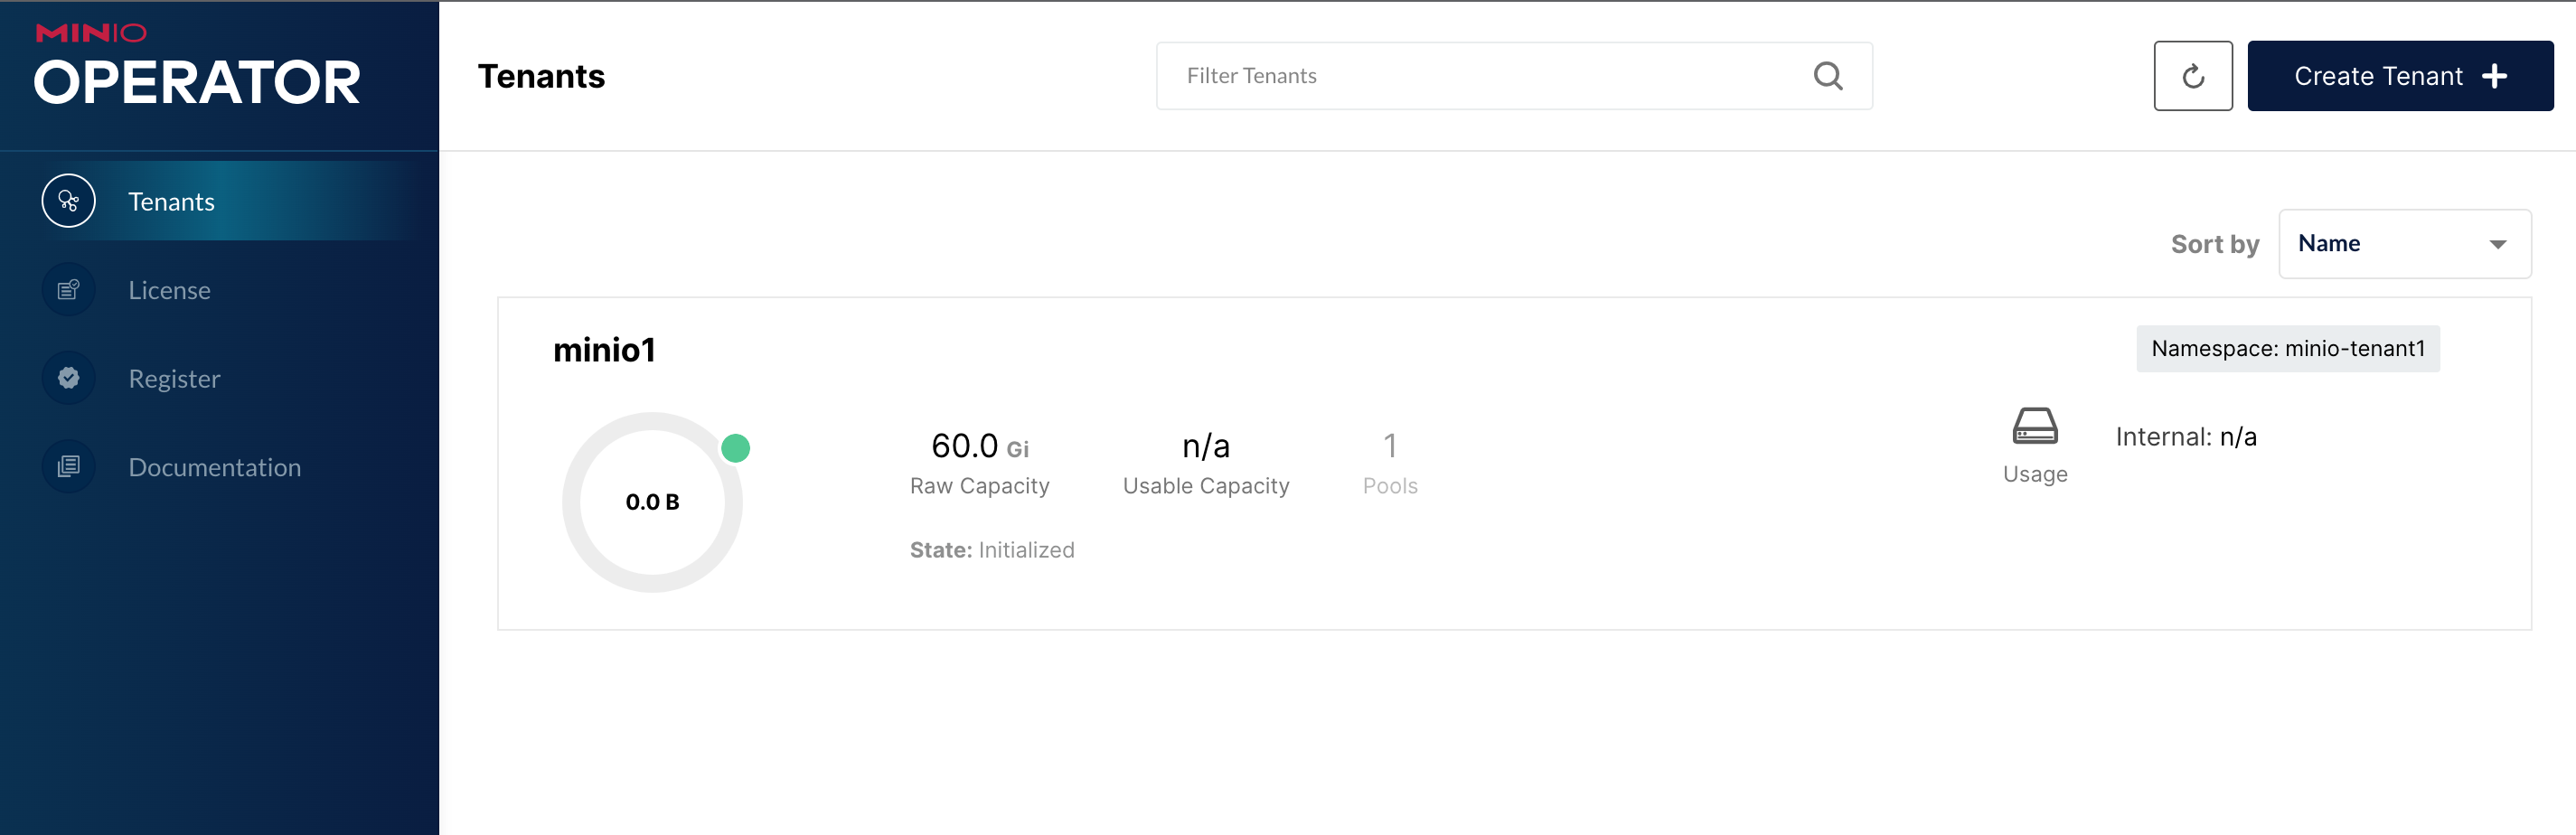 MINIO
OPERATOR
Tenants
License
Register
Documentation
Tenants
Filter Tenants
Create Tenant
Sort by Name
minio1
Namespace: minio-tenant1
0.0 B
60.0 Gi
Raw Capacity
n/a
Usable Capacity
1
Pools
State: Initialized
Usage
Internal: n/a